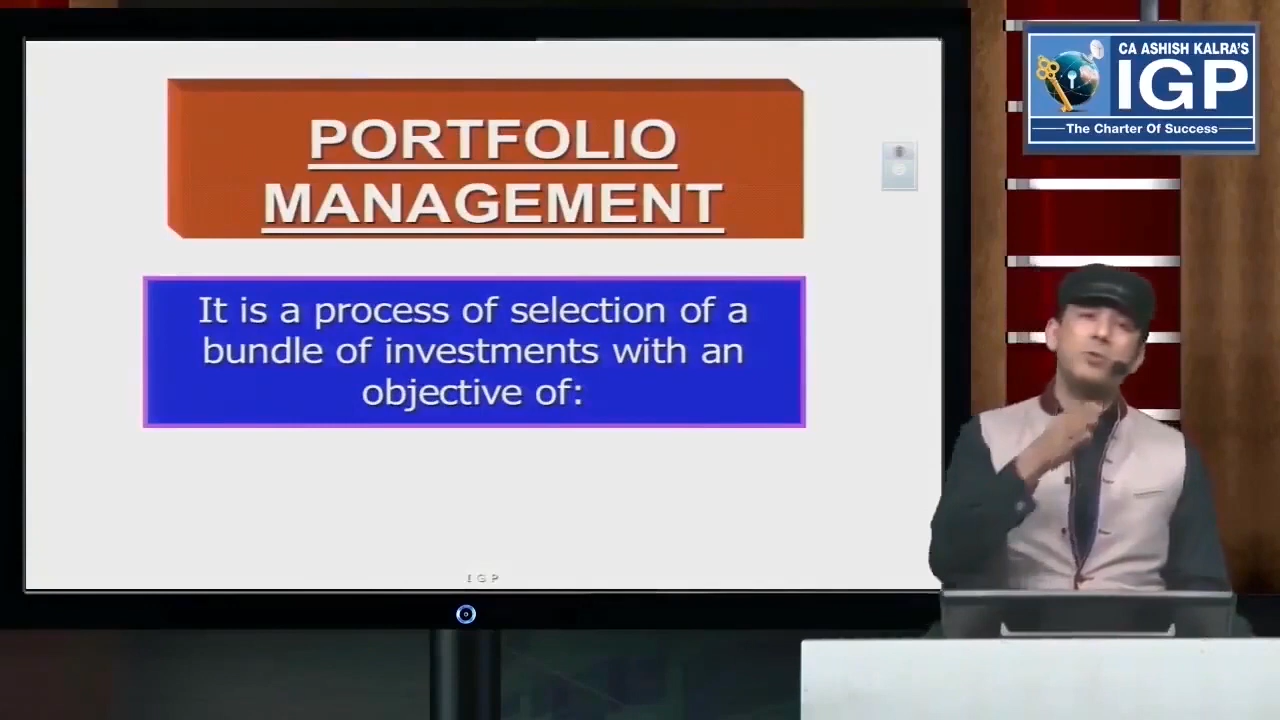 PORTFOLIO
MANAGEMENT
It is a process of selection of a
bundle of investments with an
objective of:
I G P
CA ASHISH KALRA'S
IGP
The Charter Of Success